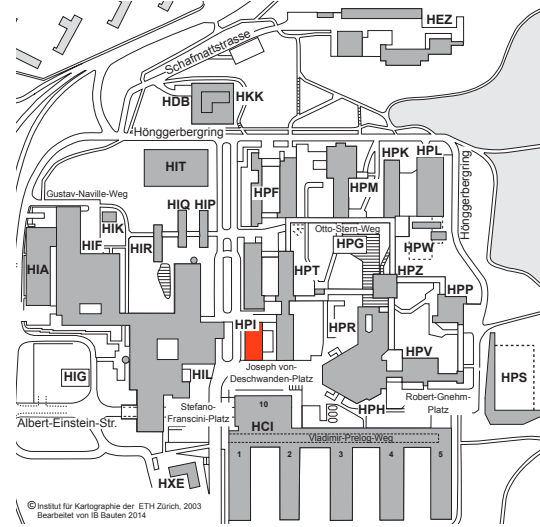 HEZ
Schafmattstrasse
HDB
HKK
Hönggerbergring
HIT
HPK
HPL
HPF
HPM
Gustav-Naville-Weg
HIQ
HIP
HIK
HIF
HIR
Otto-Stern-Weg
HPG
HPW
Hönggerbergring
HIA
HPT
HPZ
HPP
HPI
HPR
HPV
HIL
HIG
Joseph von-
Deschwanden-Platz
HPS
Robert-Gnehm-
Platz
HPH
Stefano-
Franscini-Platz
Albert-Einstein-Str.
10
HCI
Vladimir-Prelog-Weg
1
2
3
4
5
HXE
© Institut für Kartographie der ETH Zürich, 2003
Bearbeitet von IB Bauten 2014